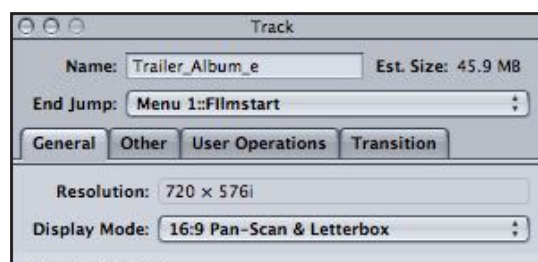 Track
Name: Trailer_Album_e Est. Size: 45.9 MB
End Jump: Menu 1::FIlmstart
General Other User Operations Transition
Resolution: 720 × 576i
Display Mode: 16:9 Pan-Scan & Letterbox